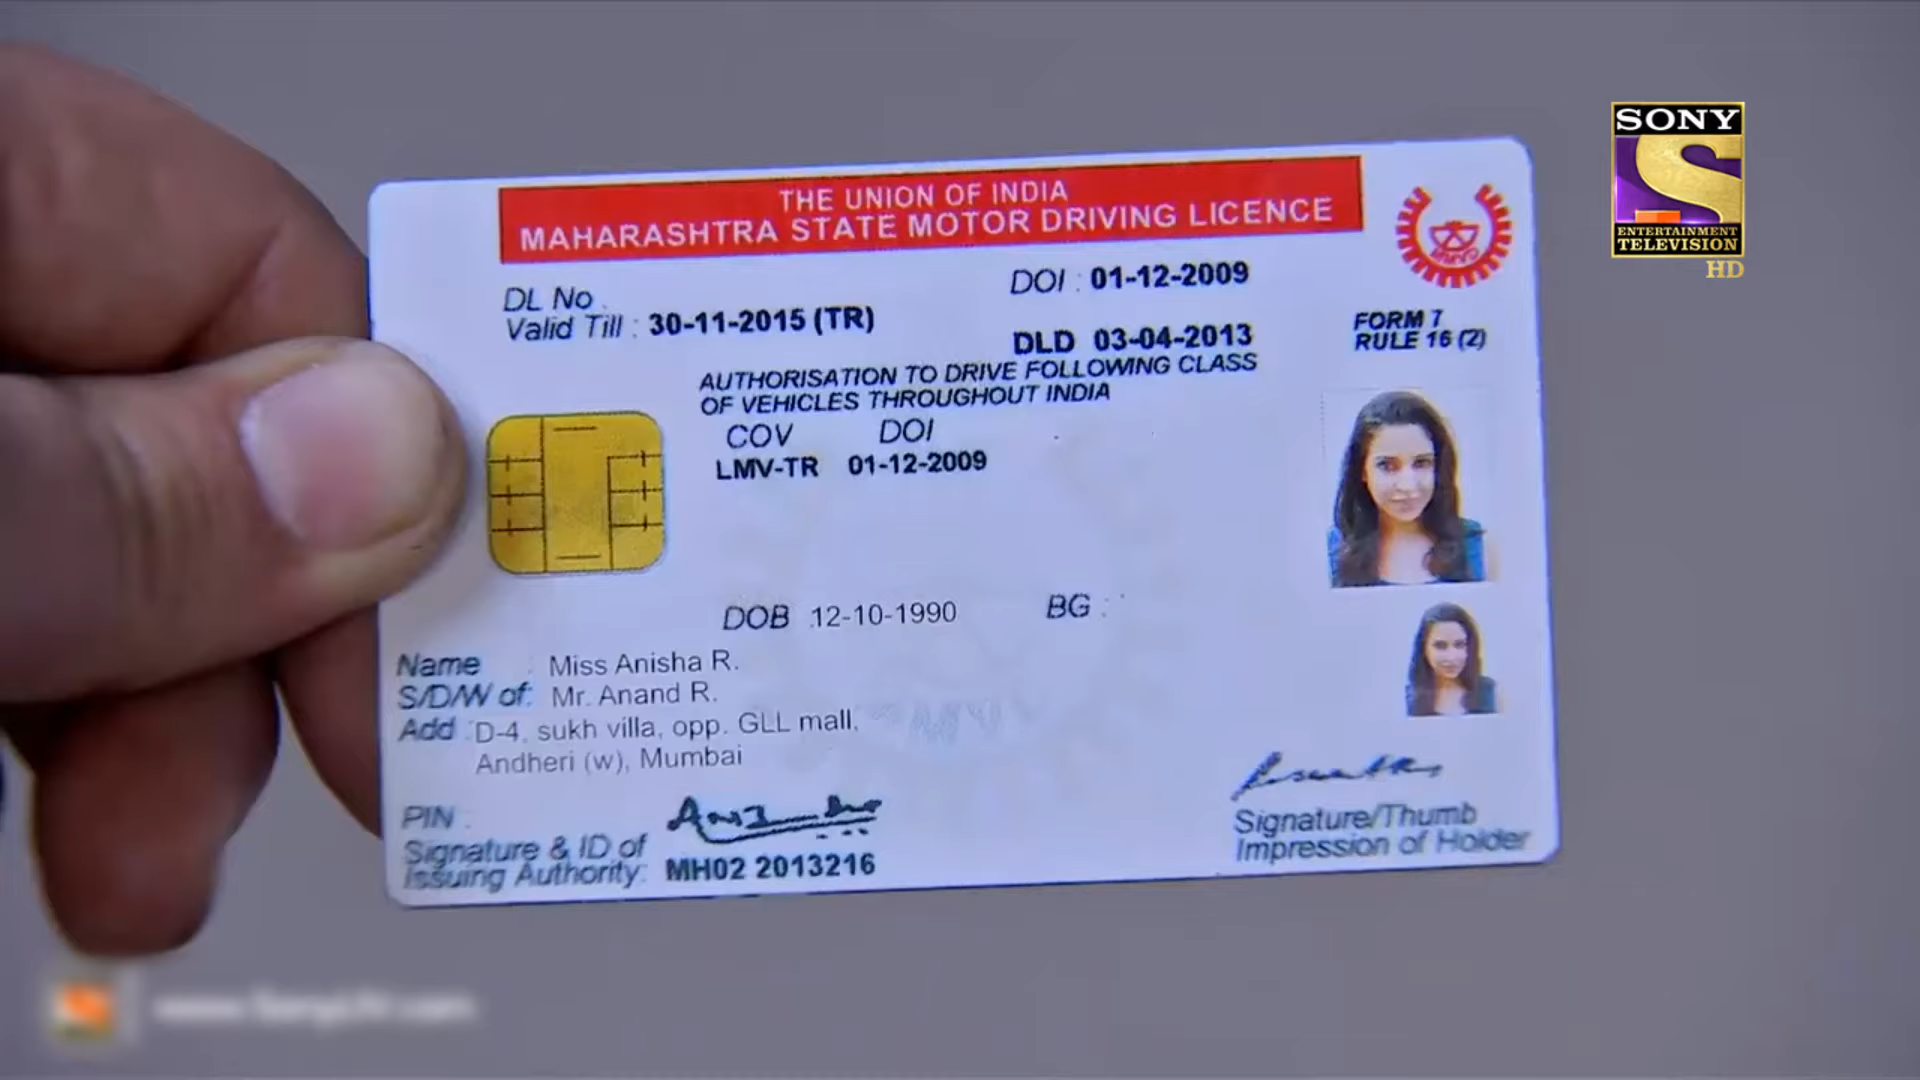 SONY
ENTERTAINMENT
TELEVISION
HD
THE UNION OF INDIA
MAHARASHTRA STATE MOTOR DRIVING LICENCE
DL No :
DOI : 01-12-2009
Valid Till : 30-11-2015 (TR)
DLD 03-04-2013
FORM 7
RULE 16 (2)
AUTHORISATION TO DRIVE FOLLOWING CLASS
OF VEHICLES THROUGHOUT INDIA
COV DOI
LMV-TR 01-12-2009
DOB :12-10-1990 BG :
Name : Miss Anisha R.
S/D/W of: Mr. Anand R.
Add : D-4, sukh villa, opp. GLL mall,
Andheri (w), Mumbai
PIN :
Signature & ID of
Issuing Authority: MH02 2013216
Signature/Thumb
Impression of Holder